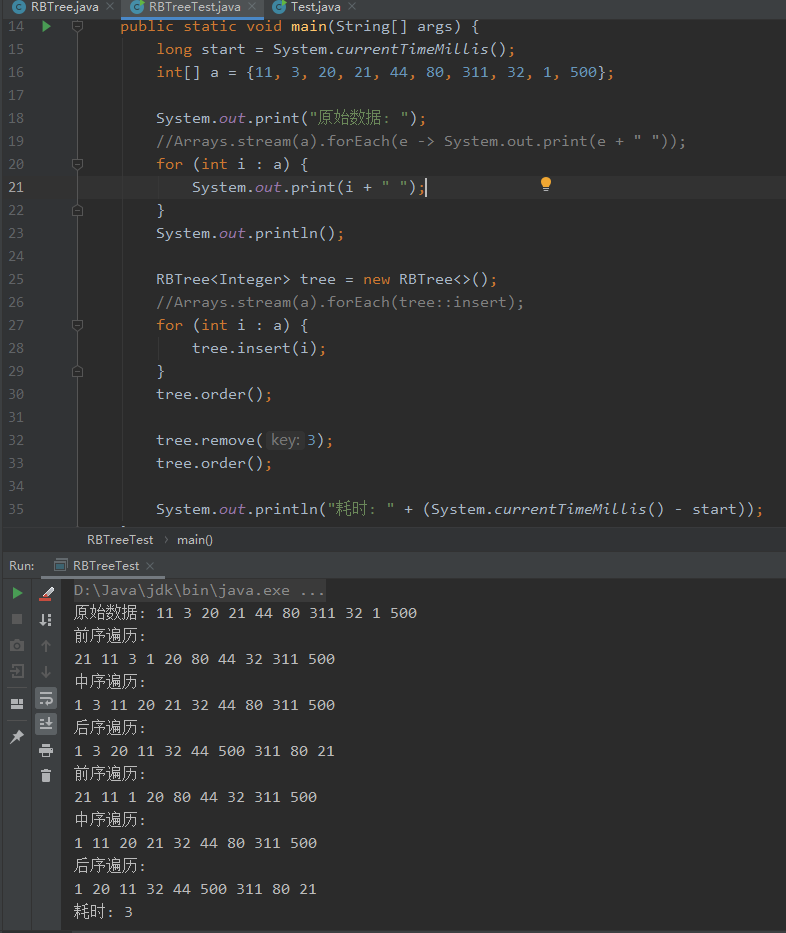 RBTree.java RBTreeTest.java Test.java
14 public static void main(String[] args) {
15 long start = System.currentTimeMillis();
16 int[] a = {11, 3, 20, 21, 44, 80, 311, 32, 1, 500};
17
18 System.out.print("原始数据: ");
19 //Arrays.stream(a).forEach(e -> System.out.print(e + " "));
20 for (int i : a) {
21 System.out.print(i + " ");
22 }
23 System.out.println();
24
25 RBTree<Integer> tree = new RBTree<>();
26 //Arrays.stream(a).forEach(tree::insert);
27 for (int i : a) {
28 tree.insert(i);
29 }
30 tree.order();
31
32 tree.remove( key: 3);
33 tree.order();
34
35 System.out.println("耗时: " + (System.currentTimeMillis() - start));
RBTreeTest › main()
Run: RBTreeTest
D:\Java\jdk\bin\java.exe ...
原始数据: 11 3 20 21 44 80 311 32 1 500
前序遍历:
21 11 3 1 20 80 44 32 311 500
中序遍历:
1 3 11 20 21 32 44 80 311 500
后序遍历:
1 3 20 11 32 44 500 311 80 21
前序遍历:
21 11 1 20 80 44 32 311 500
中序遍历:
1 11 20 21 32 44 80 311 500
后序遍历:
1 20 11 32 44 500 311 80 21
耗时: 3